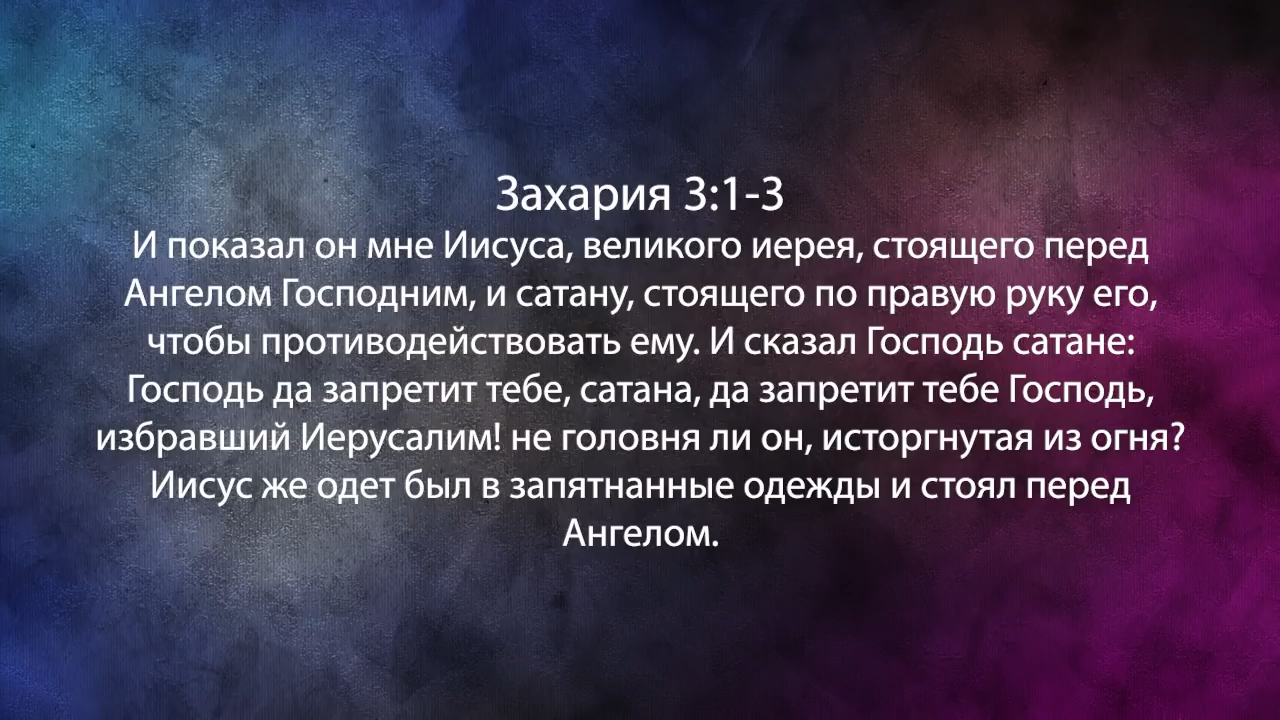 Захария 3:1-3
И показал он мне Иисуса, великого иерея, стоящего перед
Ангелом Господним, и сатану, стоящего по правую руку его,
чтобы противодействовать ему. И сказал Господь сатане:
Господь да запретит тебе, сатана, да запретит тебе Господь,
избравший Иерусалим! не головня ли он, исторгнутая из огня?
Иисус же одет был в запятнанные одежды и стоял перед
Ангелом.